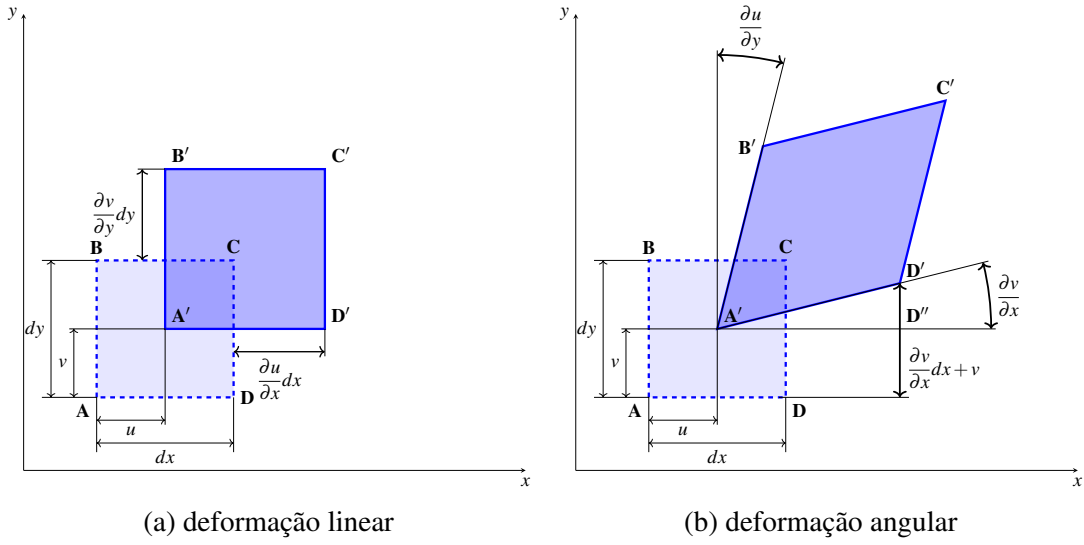 y
B′
C′
∂v/∂y dy
B
C
A′
D′
dy
v
∂u/∂x dx
A
D
u
dx
x
(a) deformação linear
y
∂u/∂y
C′
B′
B
C
D′
∂v/∂x
D′′
A′
dy
v
∂v/∂x dx + v
A
D
u
dx
x
(b) deformação angular